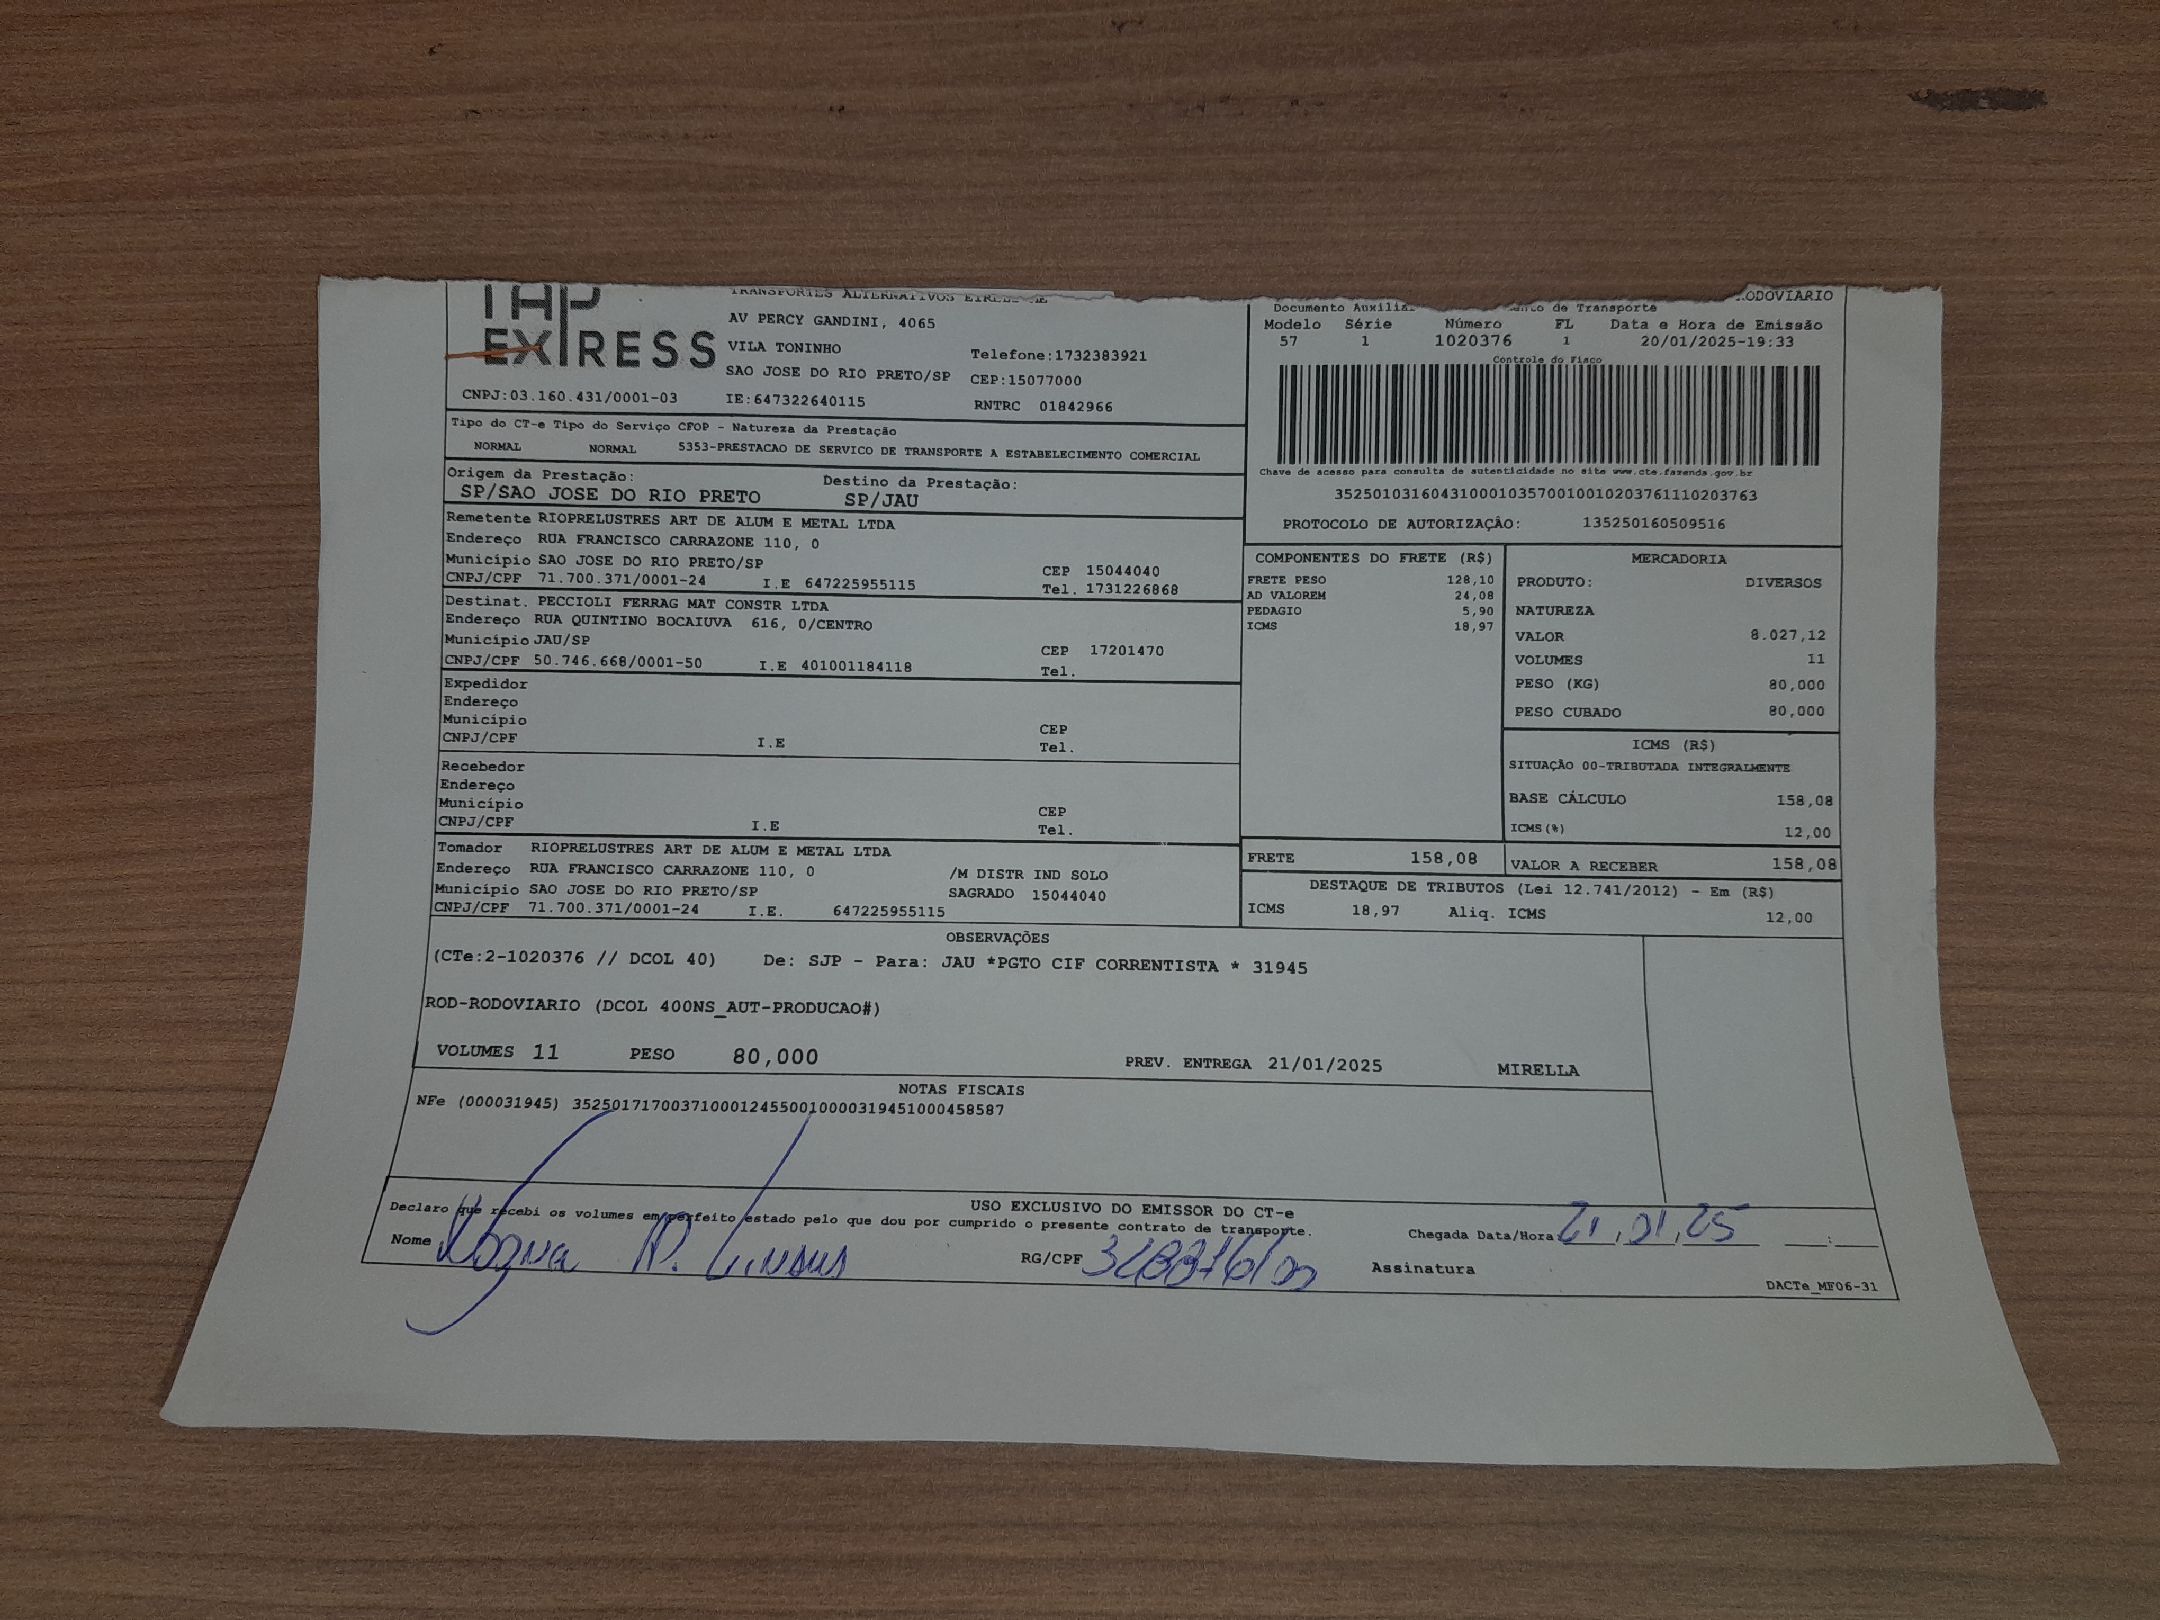 TAP
EXPRESS
TRANSPORTES ALTERNATIVOS
AV PERCY GANDINI, 4065
VILA TONINHO Telefone:1732383921
SAO JOSE DO RIO PRETO/SP CEP:15077000
CNPJ:03.160.431/0001-03 IE:647322640115 RNTRC 01842966
RODOVIARIO
Documento Auxiliar de Transporte
Modelo Série Número FL Data e Hora de Emissão
57 1 1020376 1 20/01/2025-19:33
Controle do Fisco
Chave de acesso para consulta de autenticidade no site www.cte.fazenda.gov.br
35250103160431000103570010010203761110203763
PROTOCOLO DE AUTORIZAÇÃO: 135250160509516
Tipo do CT-e Tipo do Serviço CFOP - Natureza da Prestação
NORMAL NORMAL 5353-PRESTACAO DE SERVICO DE TRANSPORTE A ESTABELECIMENTO COMERCIAL
Origem da Prestação: Destino da Prestação:
SP/SAO JOSE DO RIO PRETO SP/JAU
Remetente RIOPRELUSTRES ART DE ALUM E METAL LTDA
Endereço RUA FRANCISCO CARRAZONE 110, 0
Município SAO JOSE DO RIO PRETO/SP CEP 15044040
CNPJ/CPF 71.700.371/0001-24 I.E 647225955115 Tel. 1731226868
Destinat. PECCIOLI FERRAG MAT CONSTR LTDA
Endereço RUA QUINTINO BOCAIUVA 616, 0/CENTRO
Município JAU/SP CEP 17201470
CNPJ/CPF 50.746.668/0001-50 I.E 401001184118 Tel.
Expedidor
Endereço
Município CEP
CNPJ/CPF I.E Tel.
Recebedor
Endereço
Município CEP
CNPJ/CPF I.E Tel.
Tomador RIOPRELUSTRES ART DE ALUM E METAL LTDA
Endereço RUA FRANCISCO CARRAZONE 110, 0 /M DISTR IND SOLO
Município SAO JOSE DO RIO PRETO/SP SAGRADO 15044040
CNPJ/CPF 71.700.371/0001-24 I.E. 647225955115
COMPONENTES DO FRETE (R$)
FRETE PESO 128,10
AD VALOREM 24,08
PEDAGIO 5,90
ICMS 18,97
MERCADORIA
PRODUTO: DIVERSOS
NATUREZA
VALOR 8.027,12
VOLUMES 11
PESO (KG) 80,000
PESO CUBADO 80,000
ICMS (R$)
SITUAÇÃO 00-TRIBUTADA INTEGRALMENTE
BASE CÁLCULO 158,08
ICMS(%) 12,00
FRETE 158,08 VALOR A RECEBER 158,08
DESTAQUE DE TRIBUTOS (Lei 12.741/2012) - Em (R$)
ICMS 18,97 Aliq. ICMS 12,00
OBSERVAÇÕES
(CTe:2-1020376 // DCOL 40) De: SJP - Para: JAU *PGTO CIF CORRENTISTA * 31945
ROD-RODOVIARIO (DCOL 400NS_AUT-PRODUCAO#)
VOLUMES 11 PESO 80,000 PREV. ENTREGA 21/01/2025 MIRELLA
NOTAS FISCAIS
NFe (000031945) 35250171700371000124550010000319451000458587
USO EXCLUSIVO DO EMISSOR DO CT-e
Declaro que recebi os volumes em perfeito estado pelo que dou por cumprido o presente contrato de transporte.
Chegada Data/Hora: 21,01,25 __:__
Nome RG/CPF Assinatura
DACTe_MF06-31